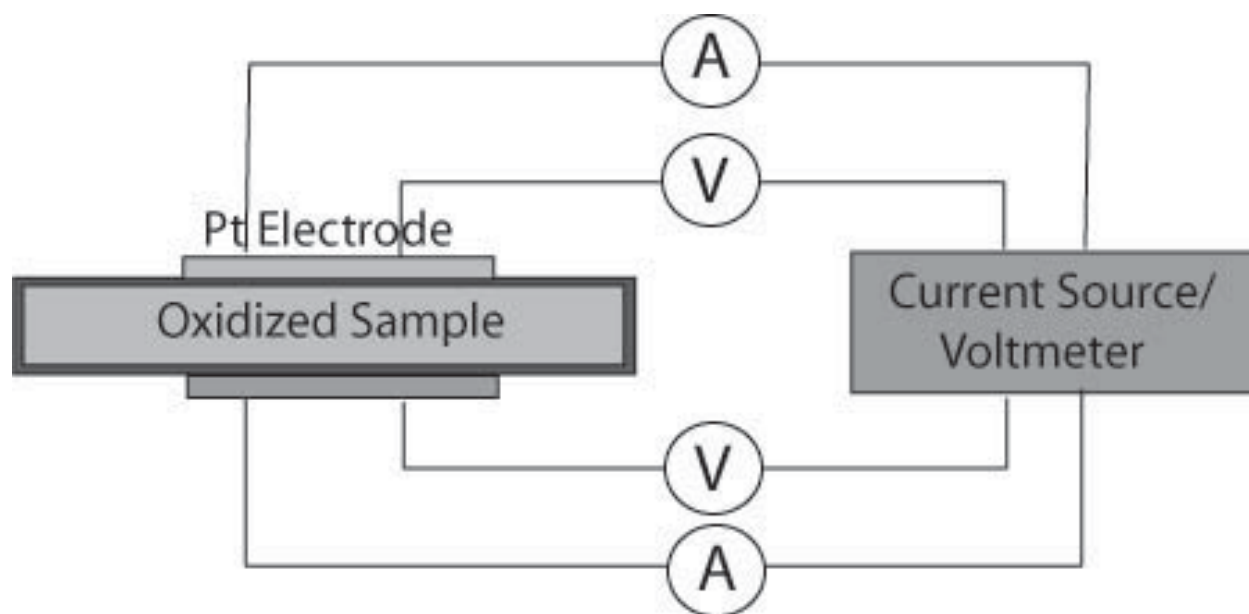 A
V
Pt Electrode
Oxidized Sample
Current Source/
Voltmeter
V
A